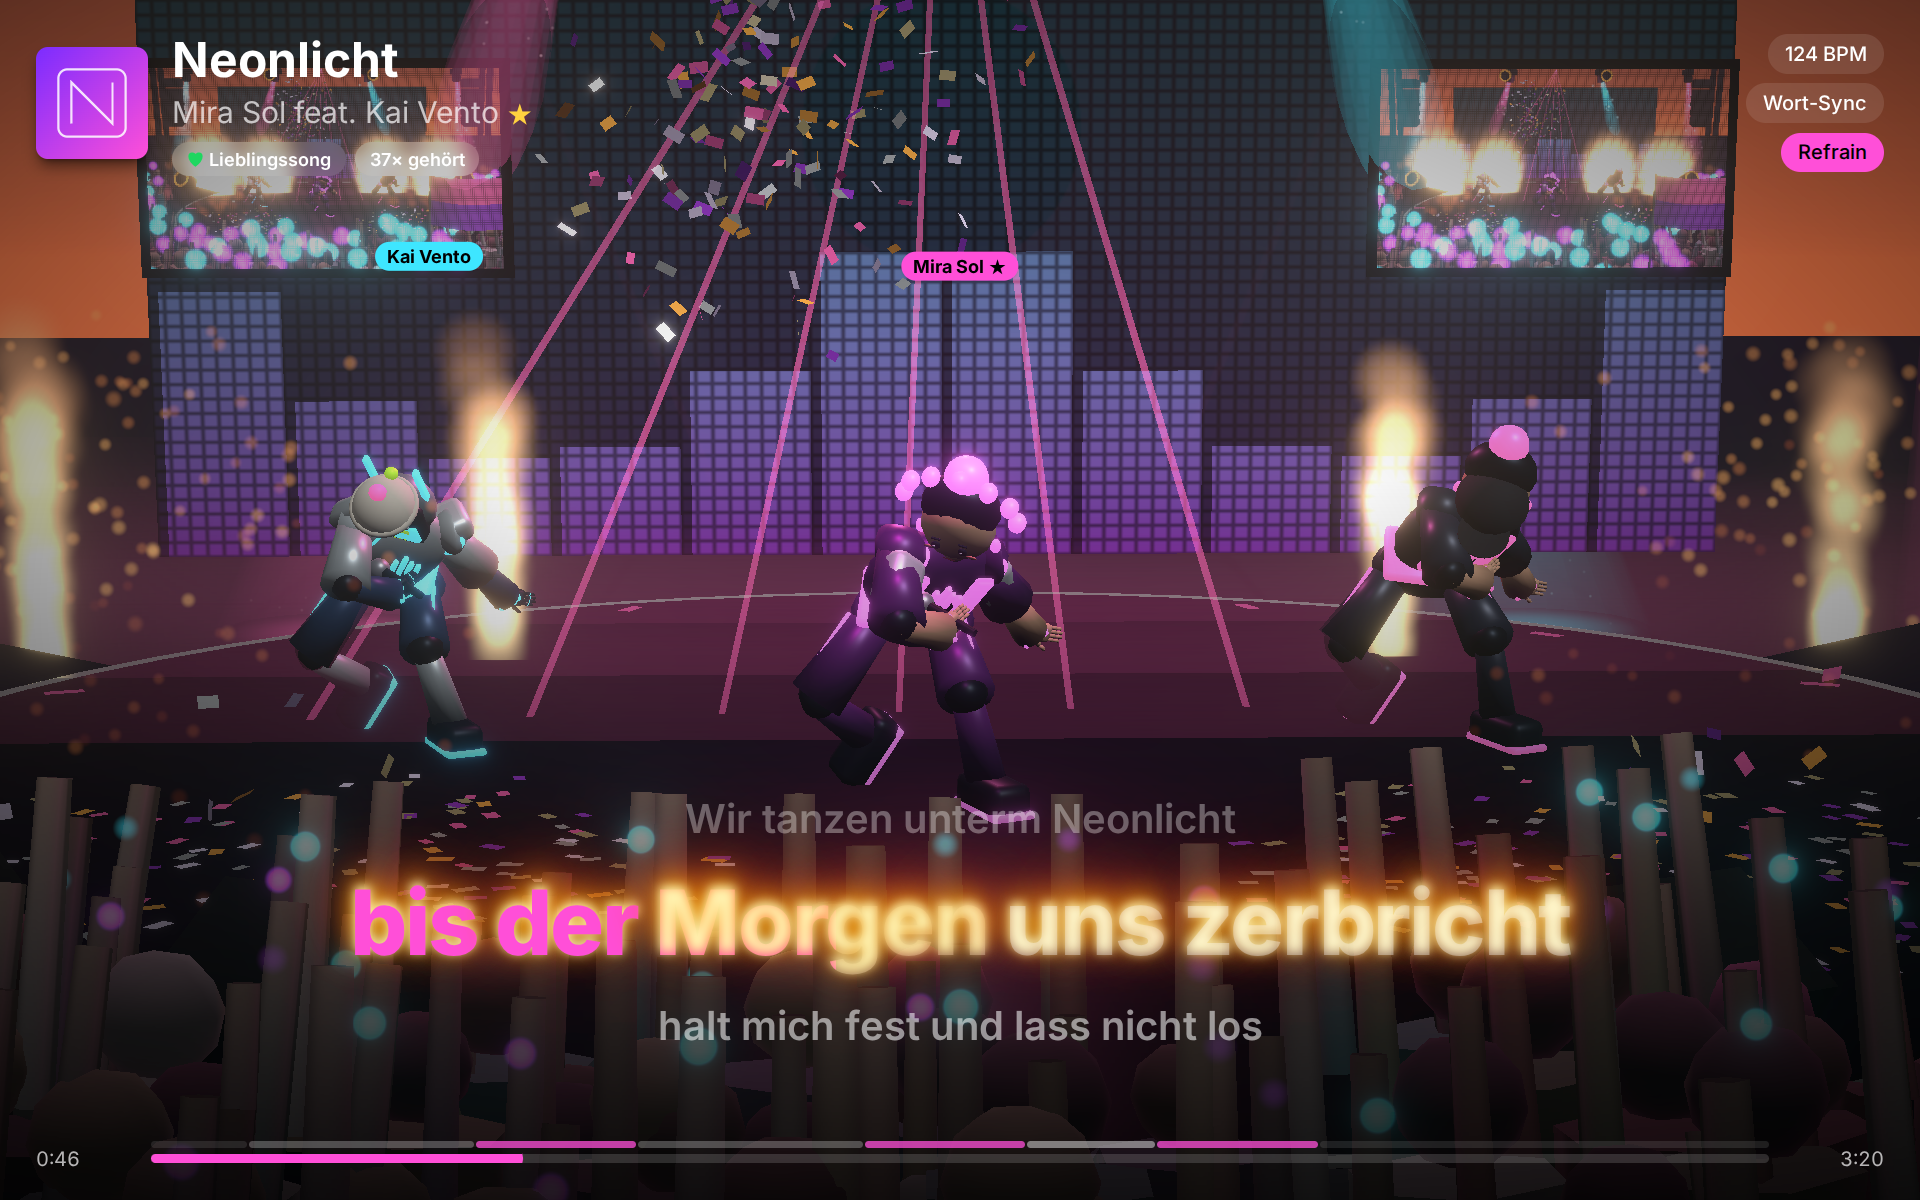 Neonlicht
Mira Sol feat. Kai Vento ★
Lieblingssong
37× gehört
124 BPM
Wort-Sync
Refrain
N
Kai Vento
Mira Sol ★
Wir tanzen unterm Neonlicht
bis der Morgen uns zerbricht
halt mich fest und lass nicht los
0:46
3:20